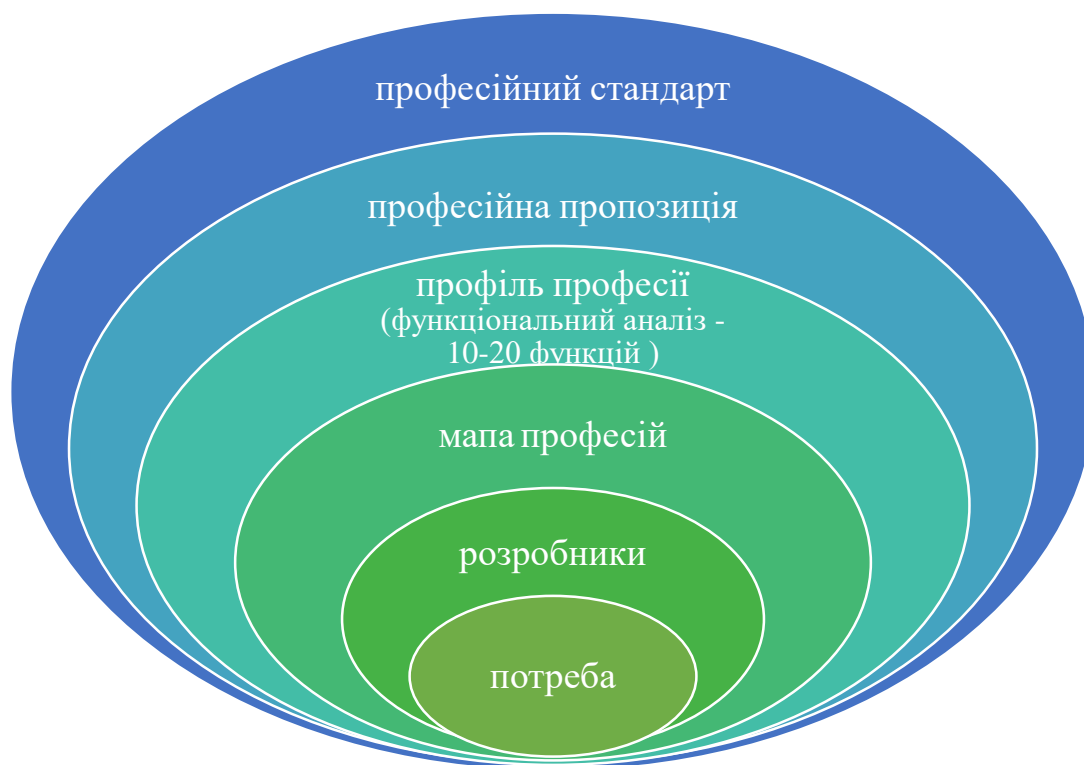 професійний стандарт
професійна пропозиція
профіль професії
(функціональний аналіз -
10-20 функцій )
мапа професій
розробники
потреба